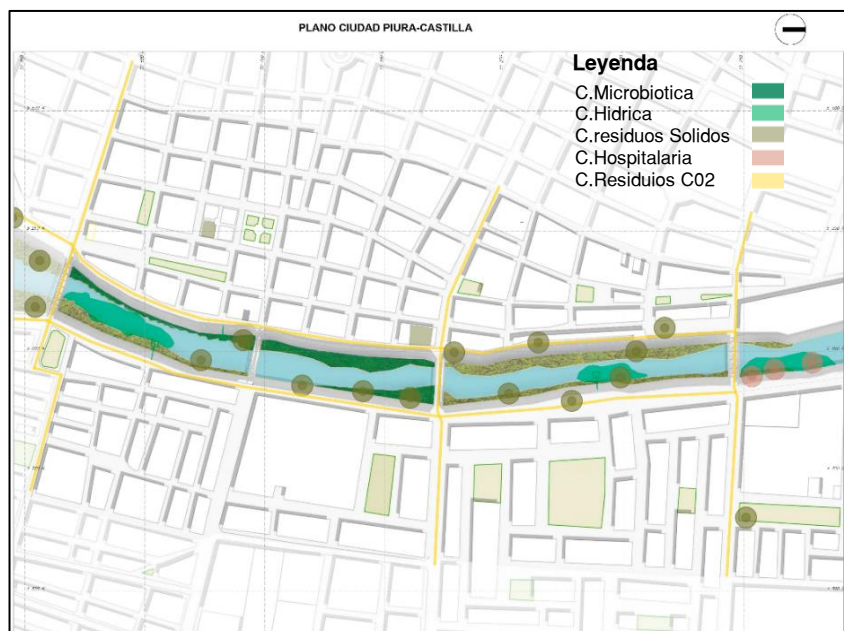 PLANO CIUDAD PIURA-CASTILLA
Leyenda
C.Microbiotica
C.Hidrica
C.residuos Solidos
C.Hospitalaria
C.Residuios C02